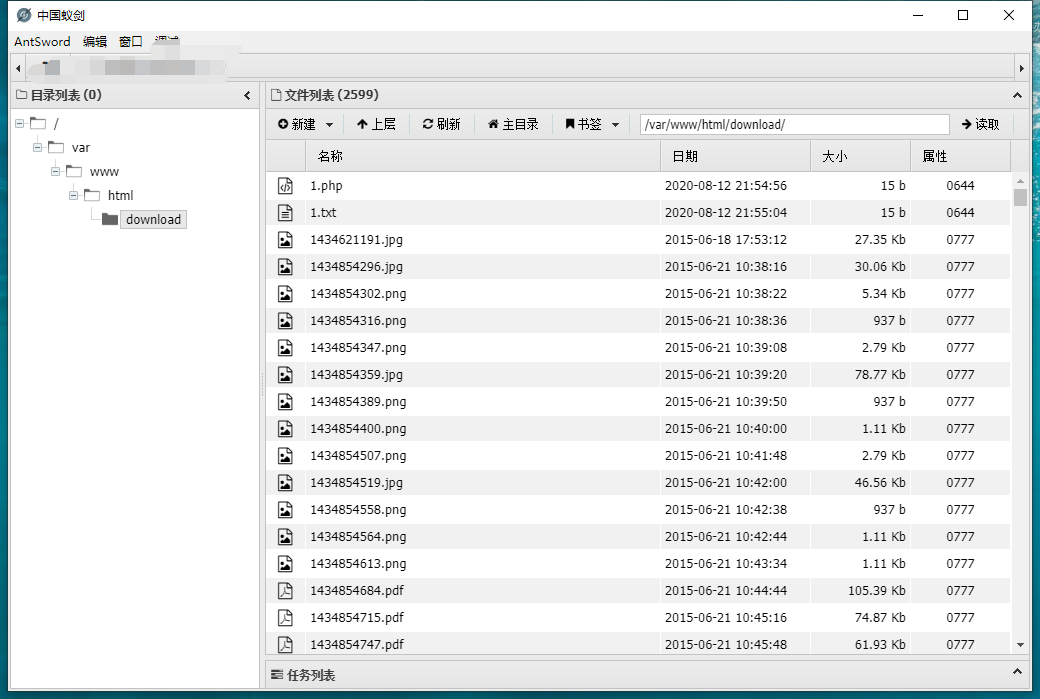 中国蚁剑
AntSword 编辑 窗口 调试
目录列表 (0)
/
var
www
html
download
文件列表 (2599)
新建 上层 刷新 主目录 书签 /var/www/html/download/ 读取
名称 日期 大小 属性
1.php 2020-08-12 21:54:56 15 b 0644
1.txt 2020-08-12 21:55:04 15 b 0644
1434621191.jpg 2015-06-18 17:53:12 27.35 Kb 0777
1434854296.jpg 2015-06-21 10:38:16 30.06 Kb 0777
1434854302.png 2015-06-21 10:38:22 5.34 Kb 0777
1434854316.png 2015-06-21 10:38:36 937 b 0777
1434854347.png 2015-06-21 10:39:08 2.79 Kb 0777
1434854359.jpg 2015-06-21 10:39:20 78.77 Kb 0777
1434854389.png 2015-06-21 10:39:50 937 b 0777
1434854400.png 2015-06-21 10:40:00 1.11 Kb 0777
1434854507.png 2015-06-21 10:41:48 2.79 Kb 0777
1434854519.jpg 2015-06-21 10:42:00 46.56 Kb 0777
1434854558.png 2015-06-21 10:42:38 937 b 0777
1434854564.png 2015-06-21 10:42:44 1.11 Kb 0777
1434854613.png 2015-06-21 10:43:34 1.11 Kb 0777
1434854684.pdf 2015-06-21 10:44:44 105.39 Kb 0777
1434854715.pdf 2015-06-21 10:45:16 74.87 Kb 0777
1434854747.pdf 2015-06-21 10:45:48 61.93 Kb 0777
任务列表